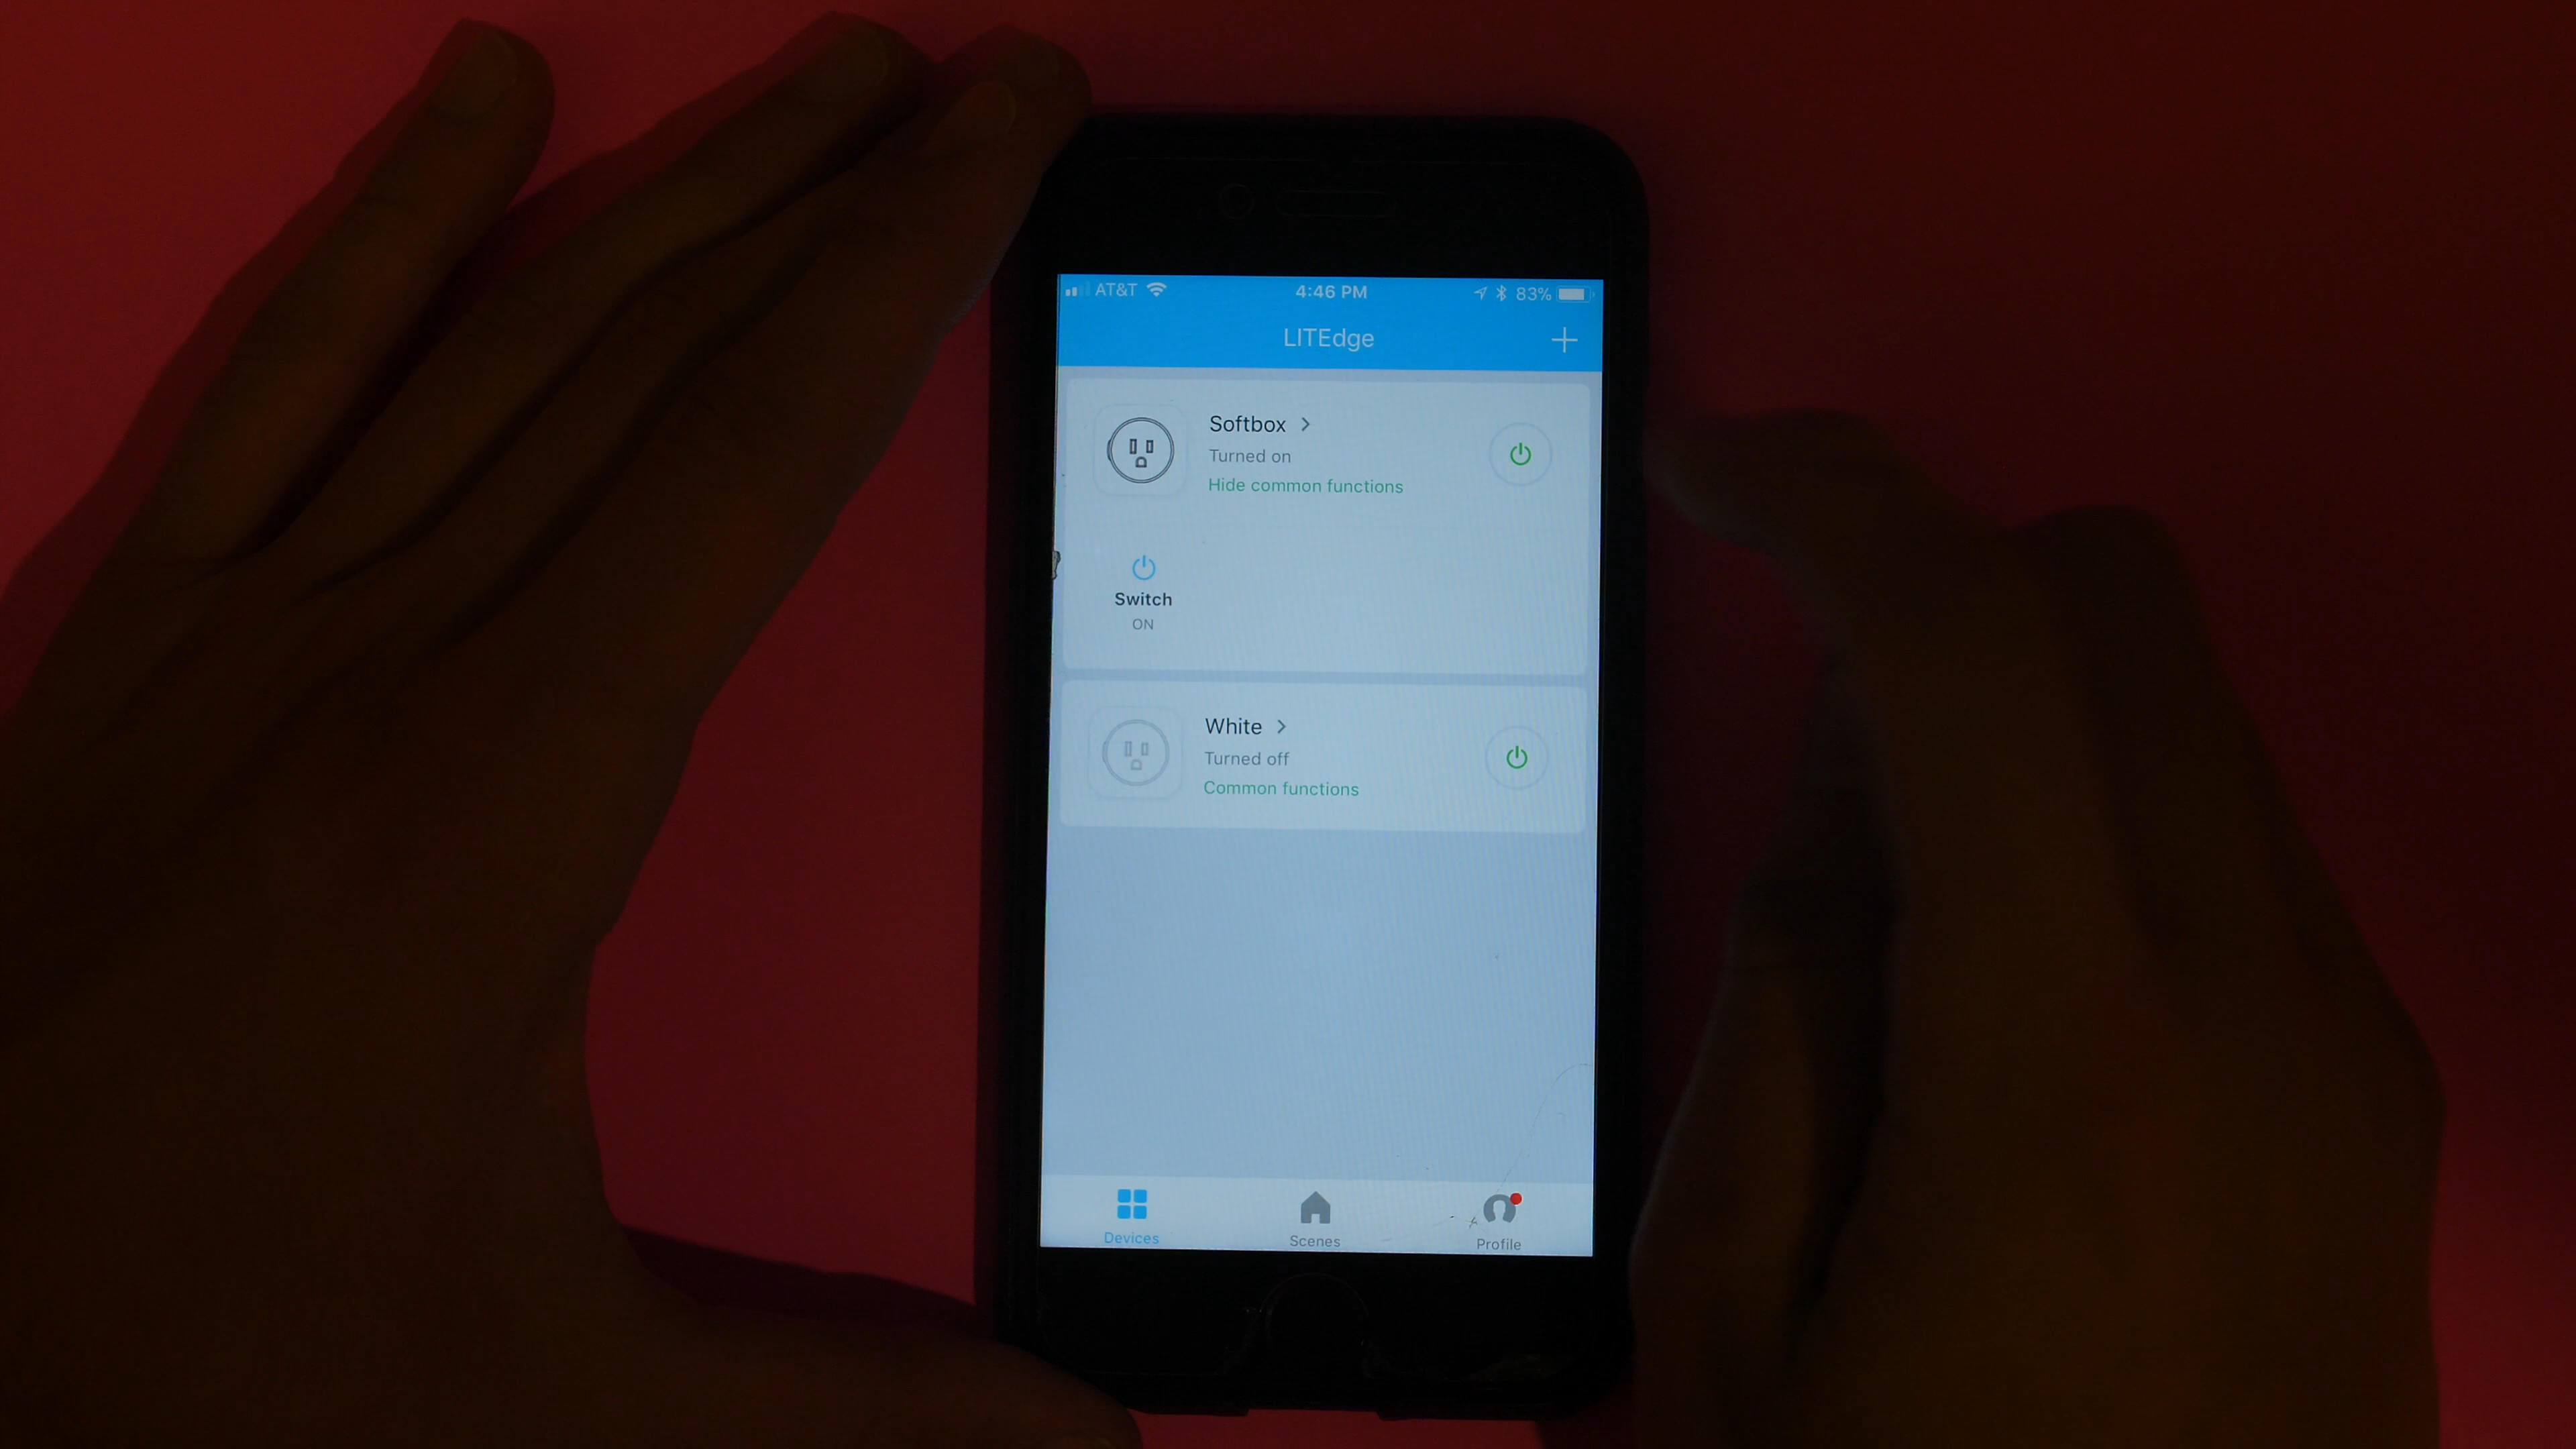 AT&T 4:46 PM 83%
LITEdge
Softbox
Turned on
Hide common functions
Switch
ON
White
Turned off
Common functions
Devices Scenes Profile